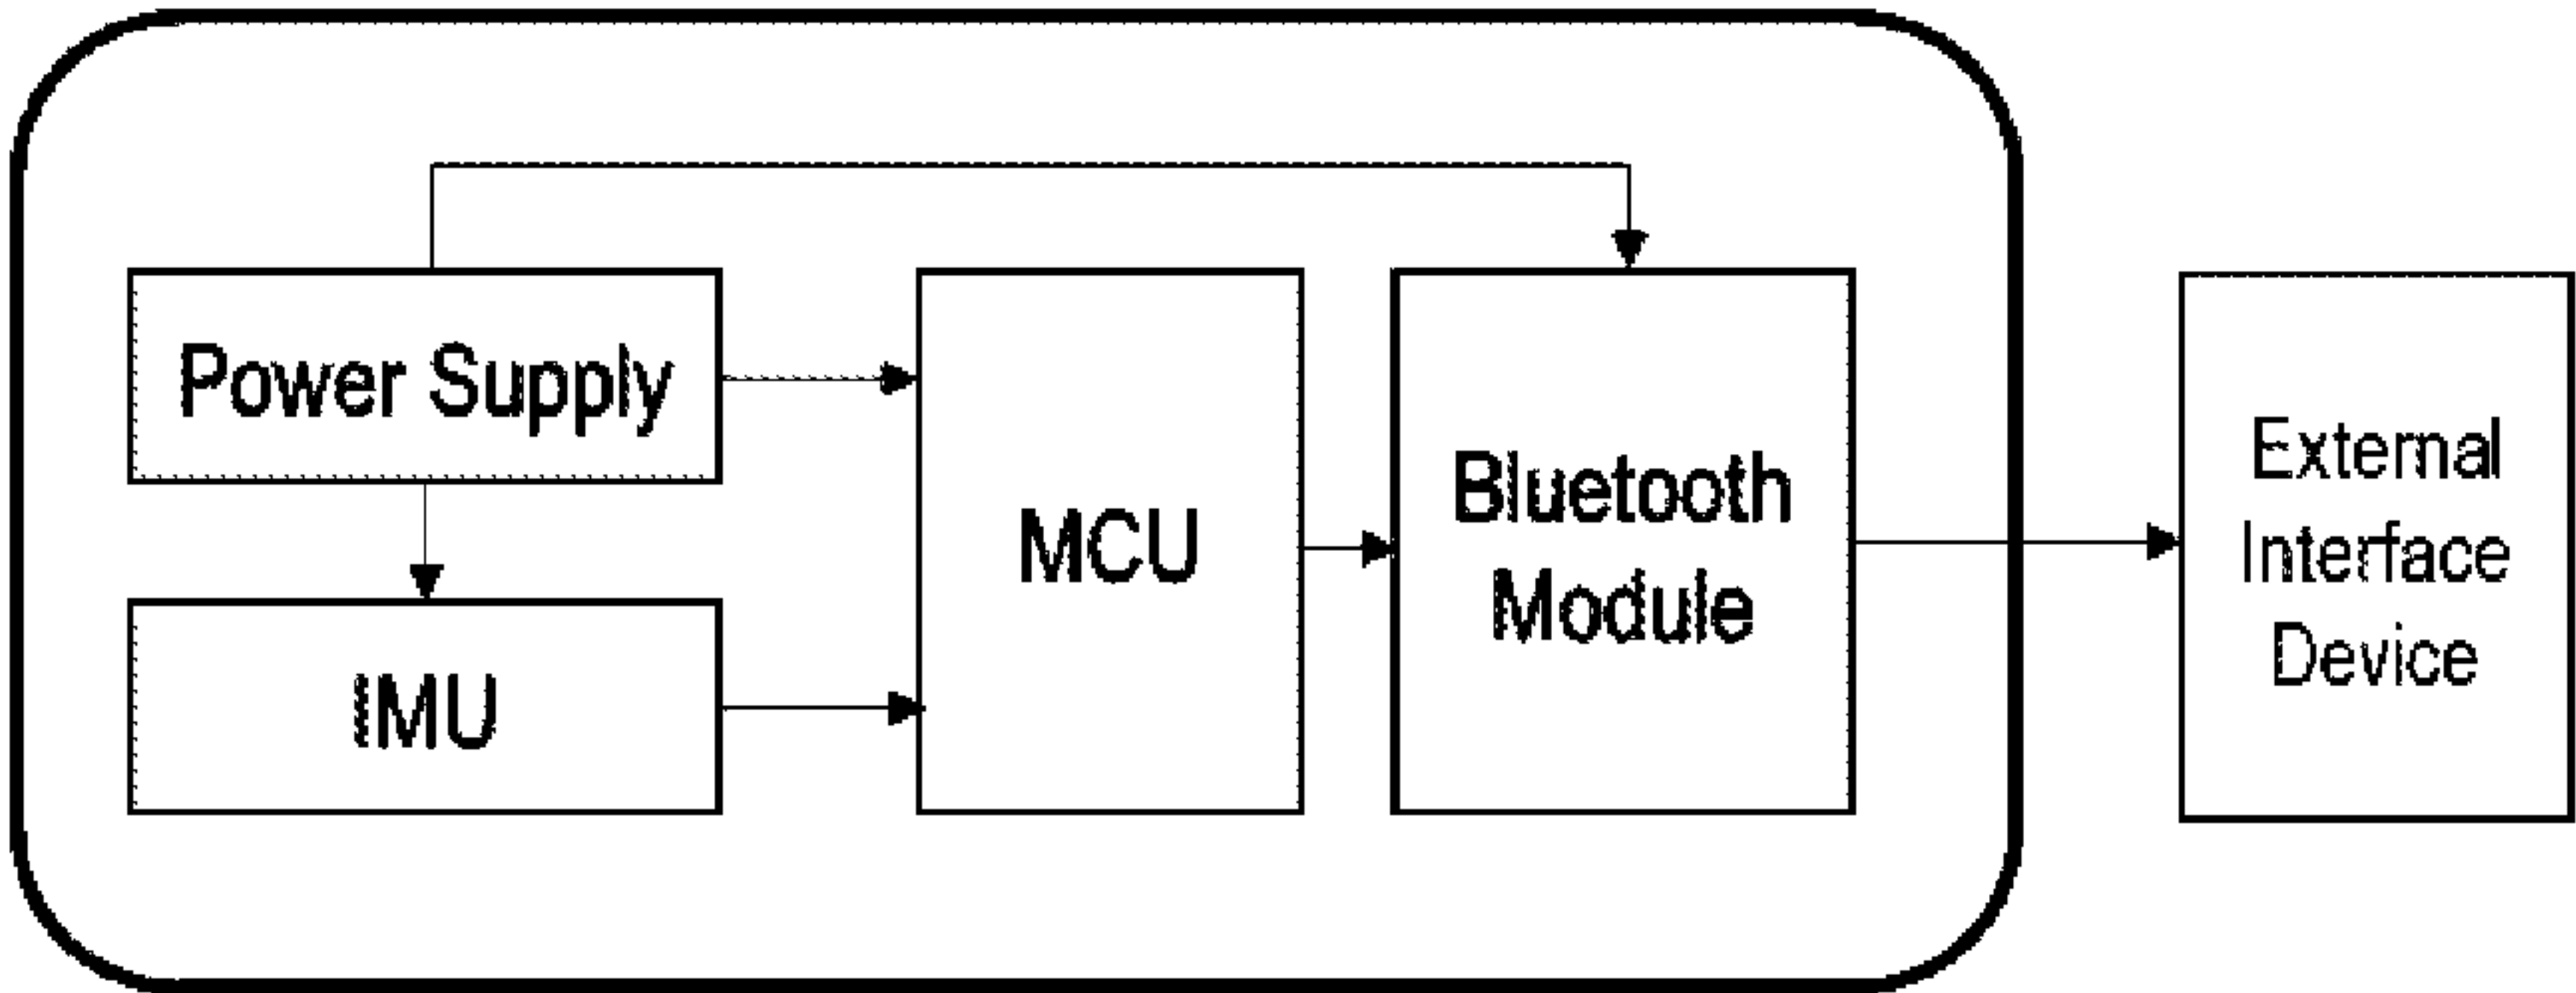 Power Supply
IMU
MCU
Bluetooth
Module
External
Interface
Device